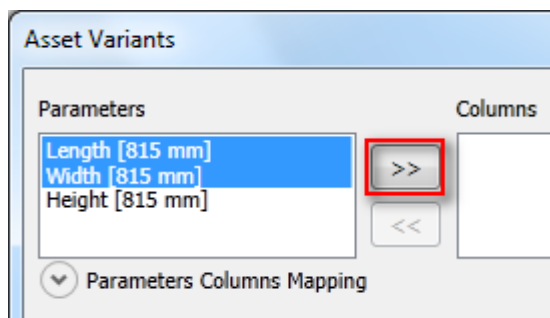 Asset Variants
Parameters
Columns
Length [815 mm]
Width [815 mm]
Height [815 mm]
>>
<<
Parameters Columns Mapping